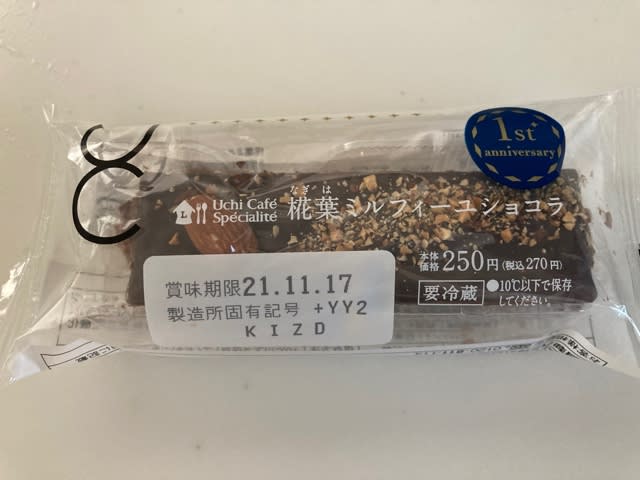 1st
anniversary
Uchi Café
Spécialité
なぎ は
椛葉ミルフィーユショコラ
本体
価格 250円(税込270円)
要冷蔵 ●10℃以下で保存
してください。
賞味期限21.11.17
製造所固有記号 +YY2
K I Z D